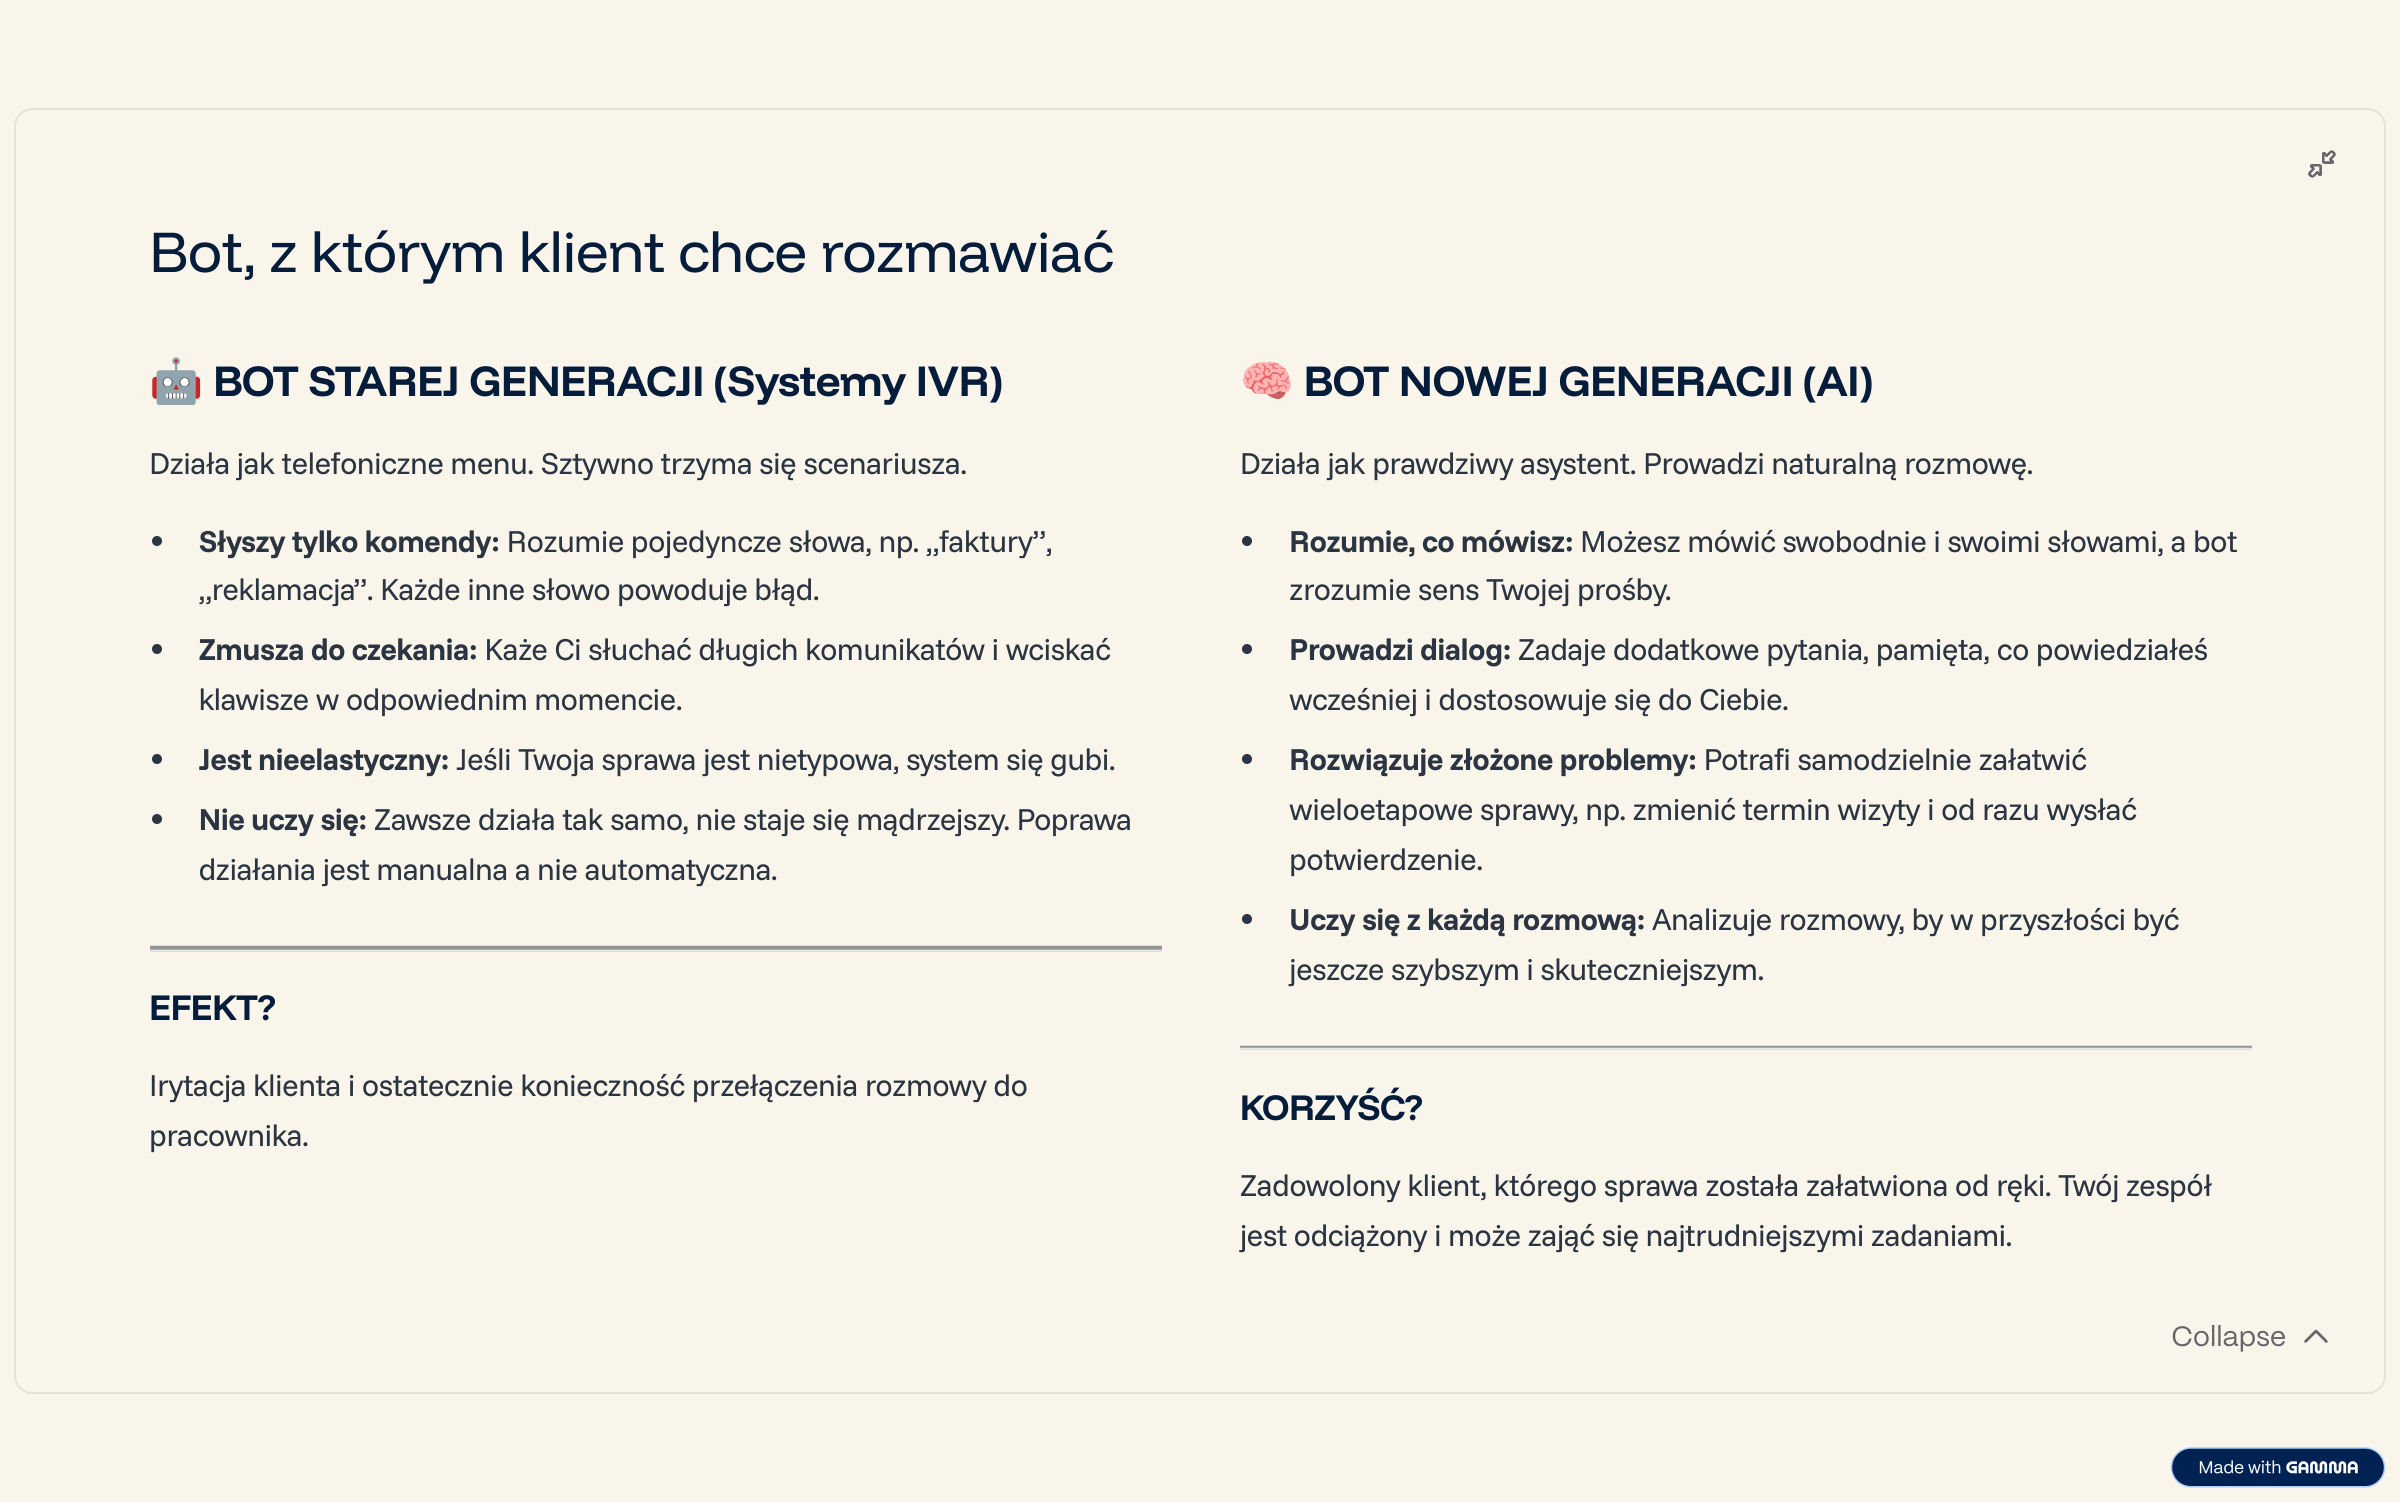 Bot, z którym klient chce rozmawiać
🤖 BOT STAREJ GENERACJI (Systemy IVR)
Działa jak telefoniczne menu. Sztywno trzyma się scenariusza.
• Słyszy tylko komendy: Rozumie pojedyncze słowa, np. „faktury”,
„reklamacja”. Każde inne słowo powoduje błąd.
• Zmusza do czekania: Każe Ci słuchać długich komunikatów i wciskać
klawisze w odpowiednim momencie.
• Jest nieelastyczny: Jeśli Twoja sprawa jest nietypowa, system się gubi.
• Nie uczy się: Zawsze działa tak samo, nie staje się mądrzejszy. Poprawa
działania jest manualna a nie automatyczna.
EFEKT?
Irytacja klienta i ostatecznie konieczność przełączenia rozmowy do
pracownika.
🧠 BOT NOWEJ GENERACJI (AI)
Działa jak prawdziwy asystent. Prowadzi naturalną rozmowę.
• Rozumie, co mówisz: Możesz mówić swobodnie i swoimi słowami, a bot
zrozumie sens Twojej prośby.
• Prowadzi dialog: Zadaje dodatkowe pytania, pamięta, co powiedziałeś
wcześniej i dostosowuje się do Ciebie.
• Rozwiązuje złożone problemy: Potrafi samodzielnie załatwić
wieloetapowe sprawy, np. zmienić termin wizyty i od razu wysłać
potwierdzenie.
• Uczy się z każdą rozmową: Analizuje rozmowy, by w przyszłości być
jeszcze szybszym i skuteczniejszym.
KORZYŚĆ?
Zadowolony klient, którego sprawa została załatwiona od ręki. Twój zespół
jest odciążony i może zająć się najtrudniejszymi zadaniami.
Collapse
Made with GAMMA